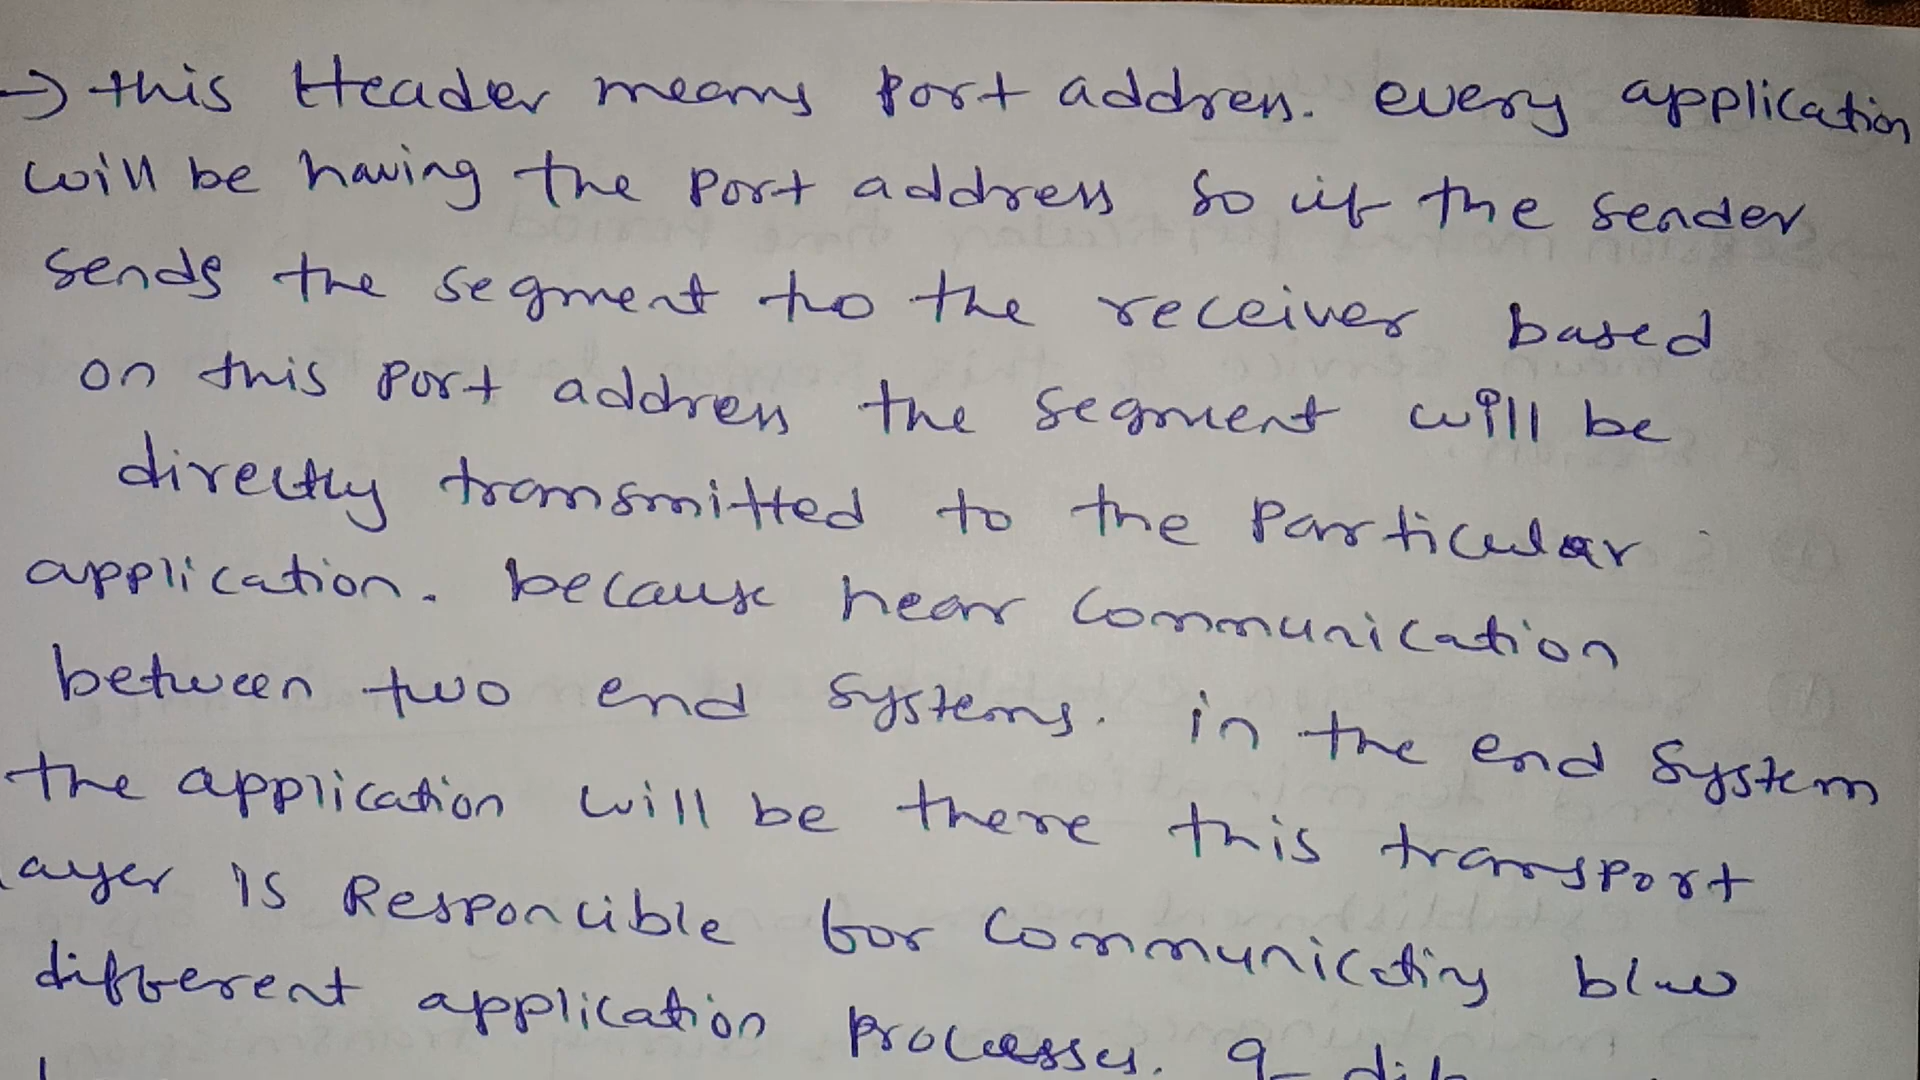 → this Header means Port address. every application
will be having the Port address so if the sender
sends the segment to the receiver based
on this Port address the segment will be
directly transmitted to the Particular
application. because hear communication
between two end systems. in the end system
the application will be there this transport
layer is Responcible for communicating b/w
different application Processes.